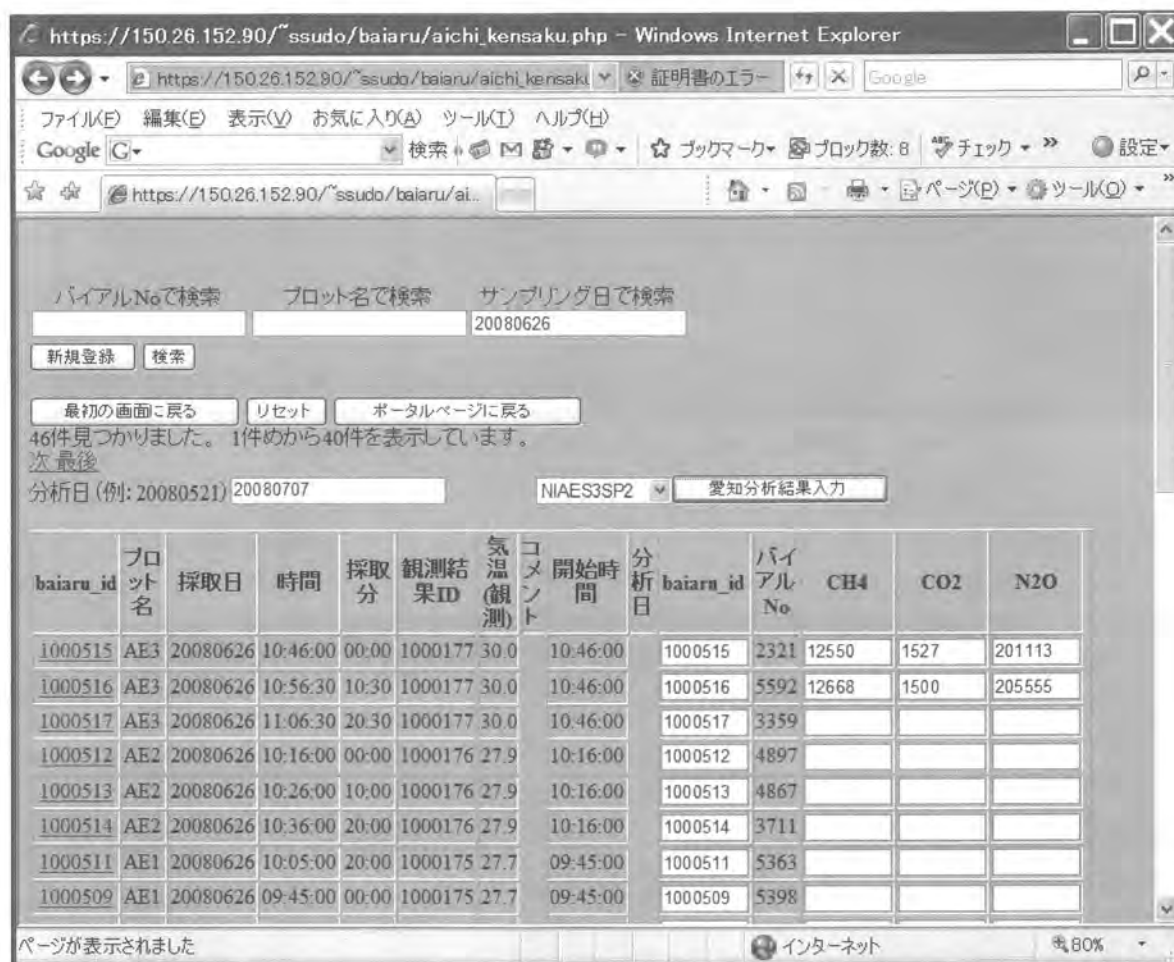 https://150.26.152.90/~ssudo/baiaru/aichi_kensaku.php - Windows Internet Explorer
https://150.26.152.90/~ssudo/baiaru/aichi_kensaku 証明書のエラー Google
ファイル(F) 編集(E) 表示(V) お気に入り(A) ツール(T) ヘルプ(H)
Google G 検索 ブックマーク ブロック数: 8 チェック 設定
https://150.26.152.90/~ssudo/baiaru/ai... ページ(P) ツール(O)
バイアルNoで検索 プロット名で検索 サンプリング日で検索
20080626
新規登録 検索
最初の画面に戻る リセット ポータルページに戻る
46件見つかりました。 1件めから40件を表示しています。
次 最後
分析日 (例: 20080521) 20080707 NIAES3SP2 愛知分析結果入力
baiaru_id プロット名 採取日 時間 採取分 観測結果ID 気温(観測) コメント 開始時間 分析日 baiaru_id バイアルNo CH4 CO2 N2O
1000515 AE3 20080626 10:46:00 00:00 1000177 30.0 10:46:00 1000515 2321 12550 1527 201113
1000516 AE3 20080626 10:56:30 10:30 1000177 30.0 10:46:00 1000516 5592 12668 1500 205555
1000517 AE3 20080626 11:06:30 20:30 1000177 30.0 10:46:00 1000517 3359
1000512 AE2 20080626 10:16:00 00:00 1000176 27.9 10:16:00 1000512 4897
1000513 AE2 20080626 10:26:00 10:00 1000176 27.9 10:16:00 1000513 4867
1000514 AE2 20080626 10:36:00 20:00 1000176 27.9 10:16:00 1000514 3711
1000511 AE1 20080626 10:05:00 20:00 1000175 27.7 09:45:00 1000511 5363
1000509 AE1 20080626 09:45:00 00:00 1000175 27.7 09:45:00 1000509 5398
ページが表示されました インターネット 80%